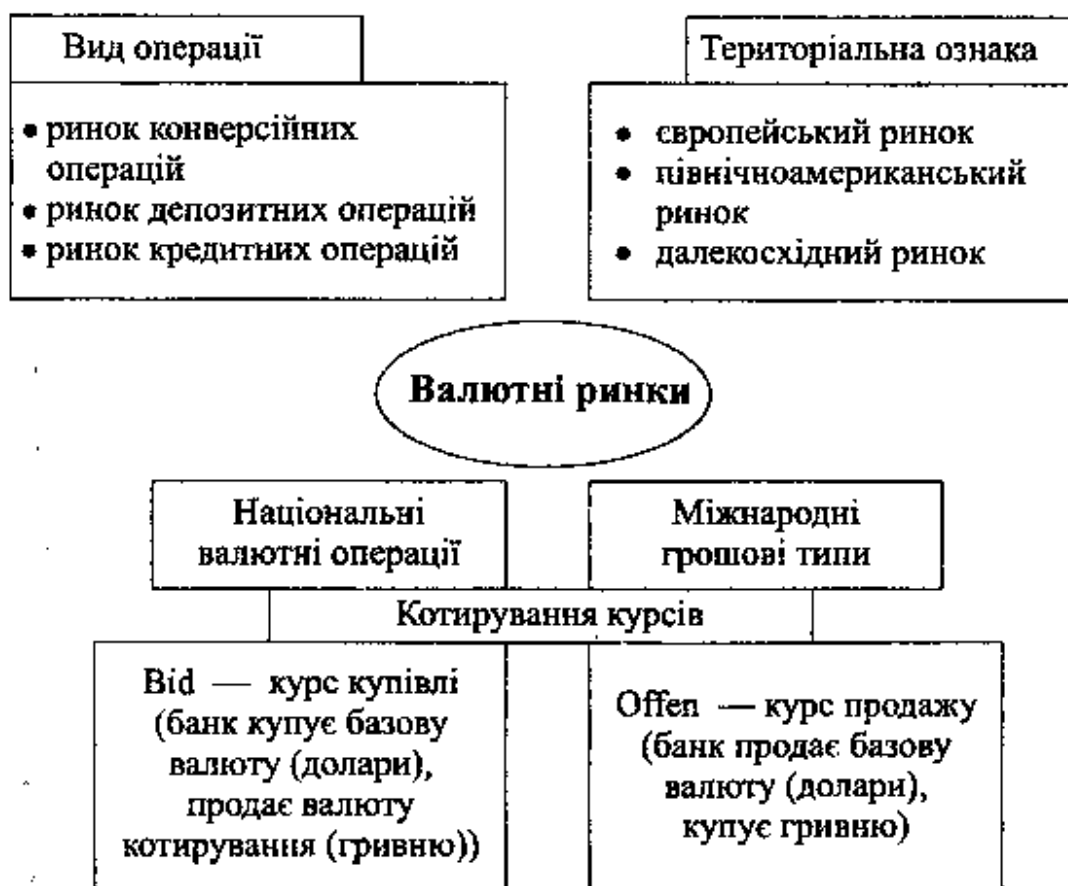 Вид операції
• ринок конверсійних
операцій
• ринок депозитних операцій
• ринок кредитних операцій
Територіальна ознака
• європейський ринок
• північноамериканський
ринок
• далекосхідний ринок
Валютні ринки
Національні
валютні операції
Міжнародні
грошові типи
Котирування курсів
Bid — курс купівлі
(банк купує базову
валюту (долари),
продає валюту
котирування (гривню))
Offen — курс продажу
(банк продає базову
валюту (долари),
купує гривню)